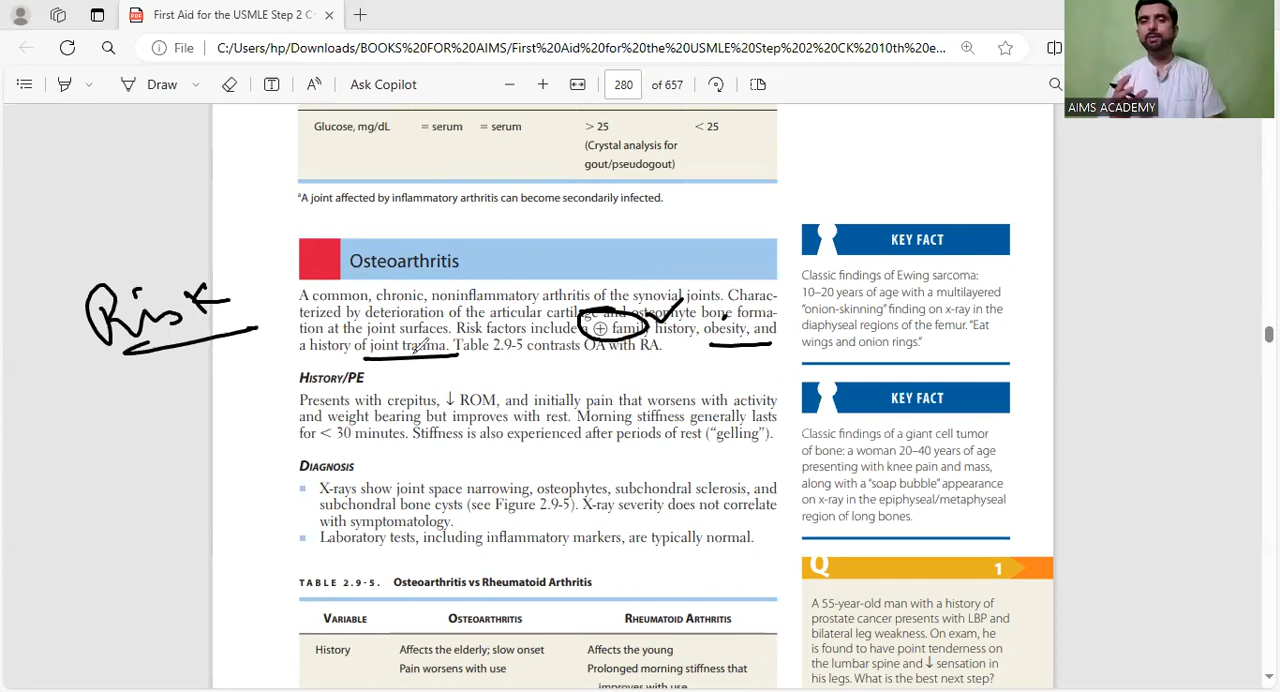 First Aid for the USMLE Step 2 C
File
C:/Users/hp/Downloads/BOOKS%20FOR%20AIMS/First%20Aid%20for%20the%20USMLE%20Step%202%20CK%2010th%20e...
Draw
Ask Copilot
280
of 657
AIMS ACADEMY
Glucose, mg/dL = serum = serum > 25 < 25
(Crystal analysis for
gout/pseudogout)
aA joint affected by inflammatory arthritis can become secondarily infected.
Osteoarthritis
A common, chronic, noninflammatory arthritis of the synovial joints. Charac-
terized by deterioration of the articular cartilage and osteophyte bone forma-
tion at the joint surfaces. Risk factors include a ⊕ family history, obesity, and
a history of joint trauma. Table 2.9-5 contrasts OA with RA.
Risk
HISTORY/PE
Presents with crepitus, ↓ ROM, and initially pain that worsens with activity
and weight bearing but improves with rest. Morning stiffness generally lasts
for < 30 minutes. Stiffness is also experienced after periods of rest (“gelling”).
DIAGNOSIS
■ X-rays show joint space narrowing, osteophytes, subchondral sclerosis, and
subchondral bone cysts (see Figure 2.9-5). X-ray severity does not correlate
with symptomatology.
■ Laboratory tests, including inflammatory markers, are typically normal.
TABLE 2.9-5. Osteoarthritis vs Rheumatoid Arthritis
VARIABLE OSTEOARTHRITIS RHEUMATOID ARTHRITIS
History Affects the elderly; slow onset Affects the young
Pain worsens with use Prolonged morning stiffness that
improves with use
KEY FACT
Classic findings of Ewing sarcoma:
10–20 years of age with a multilayered
“onion-skinning” finding on x-ray in the
diaphyseal regions of the femur. “Eat
wings and onion rings.”
KEY FACT
Classic findings of a giant cell tumor
of bone: a woman 20–40 years of age
presenting with knee pain and mass,
along with a “soap bubble” appearance
on x-ray in the epiphyseal/metaphyseal
region of long bones.
Q 1
A 55-year-old man with a history of
prostate cancer presents with LBP and
bilateral leg weakness. On exam, he
is found to have point tenderness on
the lumbar spine and ↓ sensation in
his legs. What is the best next step?